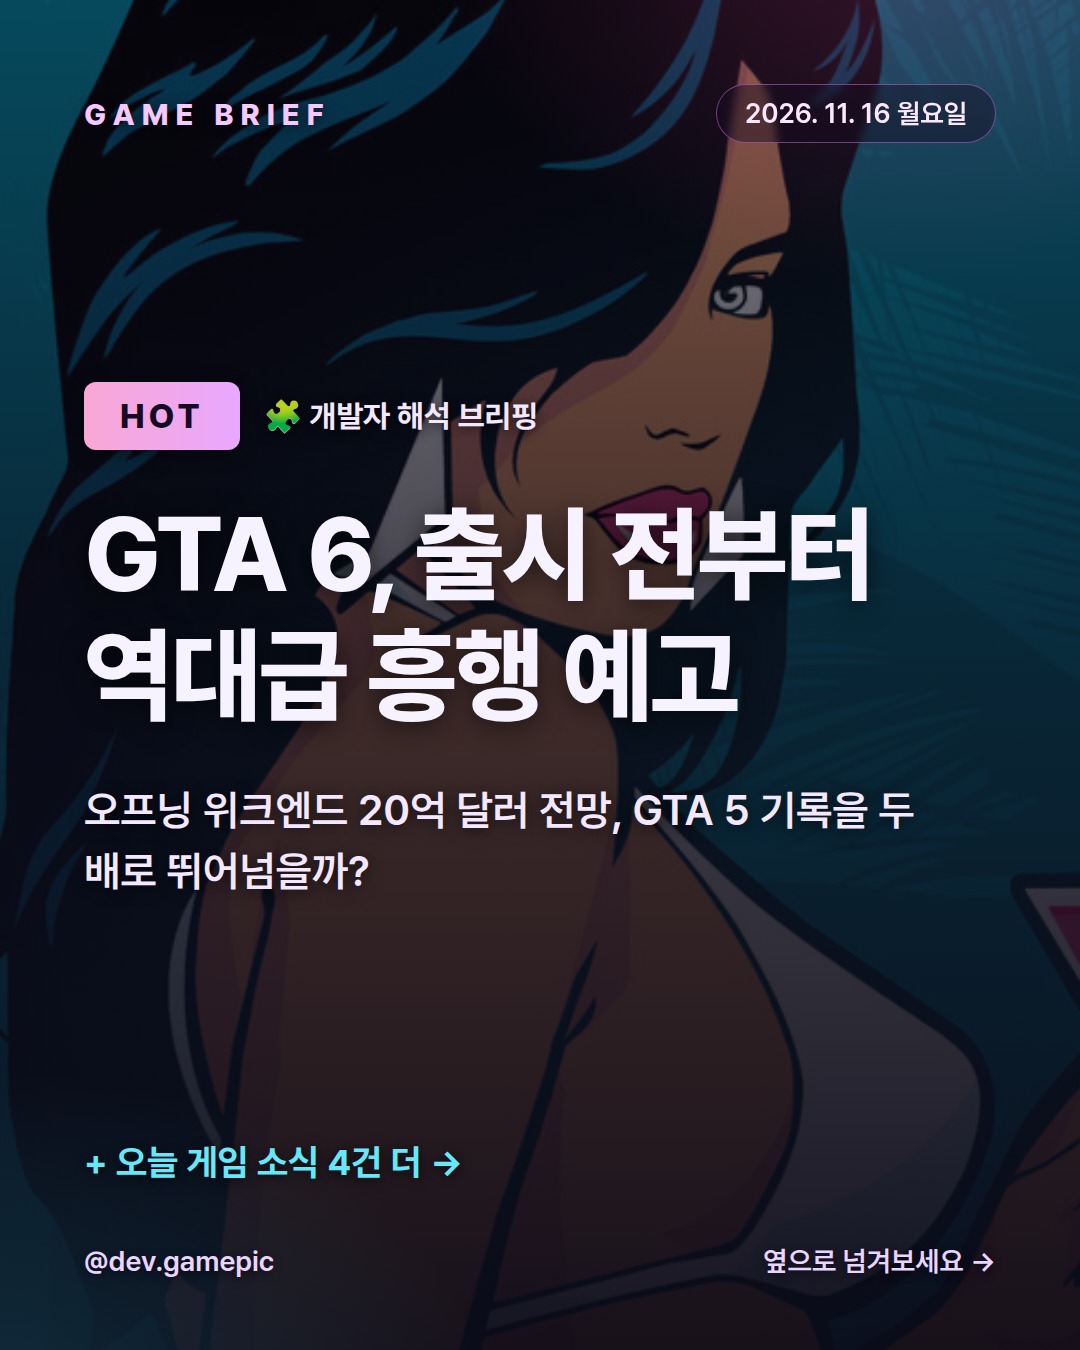 GAME BRIEF
2026. 11. 16 월요일
HOT
🧩 개발자 해석 브리핑
GTA 6, 출시 전부터
역대급 흥행 예고
오프닝 위크엔드 20억 달러 전망, GTA 5 기록을 두
배로 뛰어넘을까?
+ 오늘 게임 소식 4건 더 →
@dev.gamepic
옆으로 넘겨보세요 →